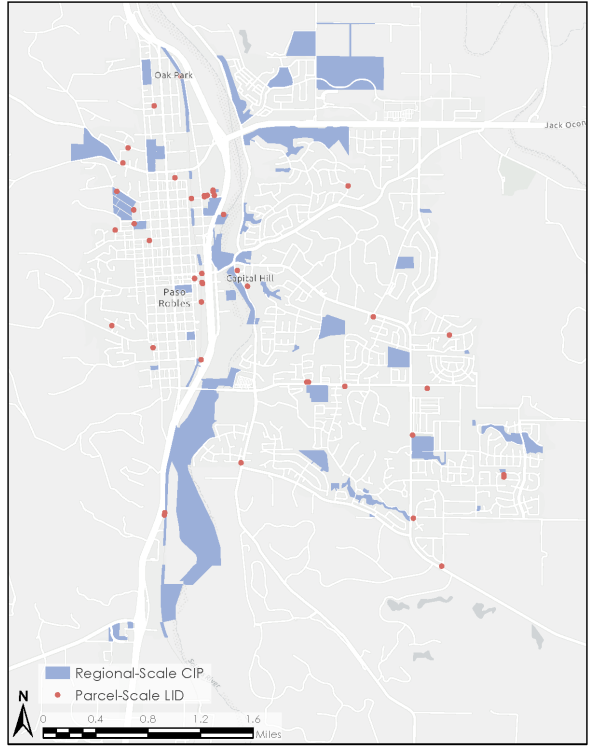 Oak Park
Jack Ocon
Capital Hill
Paso
Robles
Regional-Scale CIP
Parcel-Scale LID
N
0 0.4 0.8 1.2 1.6
Miles